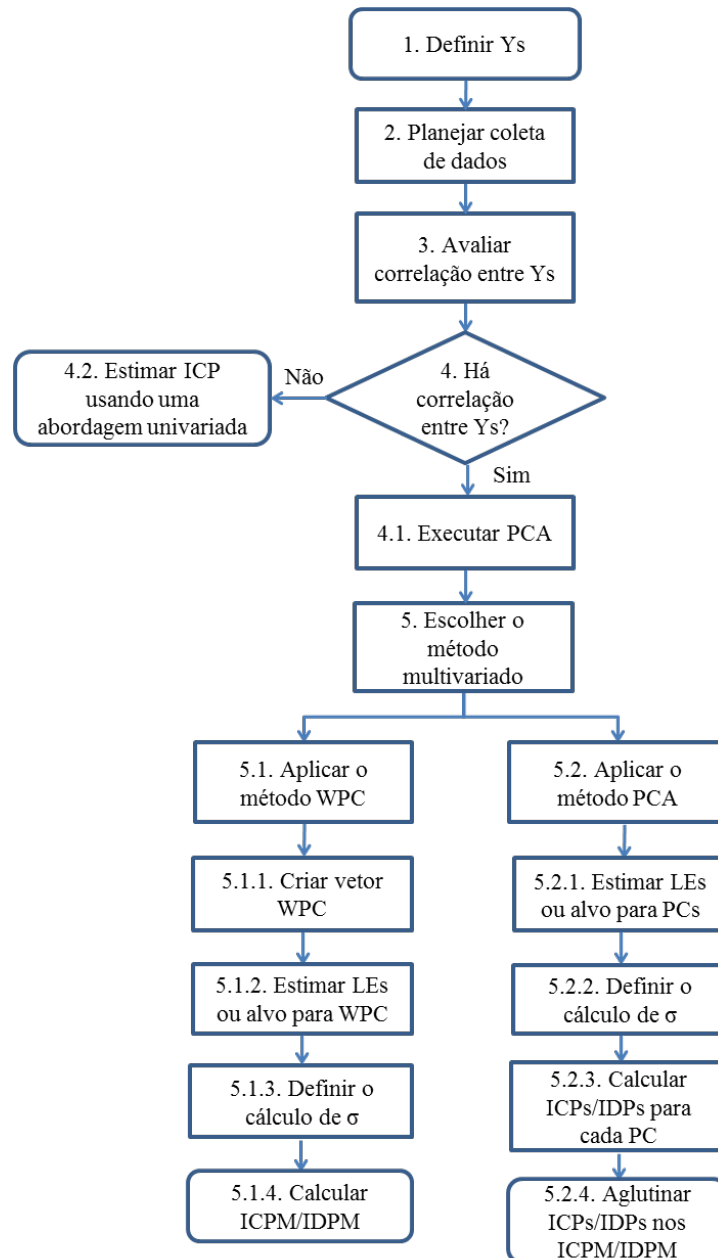 1. Definir Ys
2. Planejar coleta
de dados
3. Avaliar
correlação entre Ys
4. Há
correlação
entre Ys?
Não
4.2. Estimar ICP
usando uma
abordagem univariada
Sim
4.1. Executar PCA
5. Escolher o
método
multivariado
5.1. Aplicar o
método WPC
5.1.1. Criar vetor
WPC
5.1.2. Estimar LEs
ou alvo para WPC
5.1.3. Definir o
cálculo de σ
5.1.4. Calcular
ICPM/IDPM
5.2. Aplicar o
método PCA
5.2.1. Estimar LEs
ou alvo para PCs
5.2.2. Definir o
cálculo de σ
5.2.3. Calcular
ICPs/IDPs para
cada PC
5.2.4. Aglutinar
ICPs/IDPs nos
ICPM/IDPM